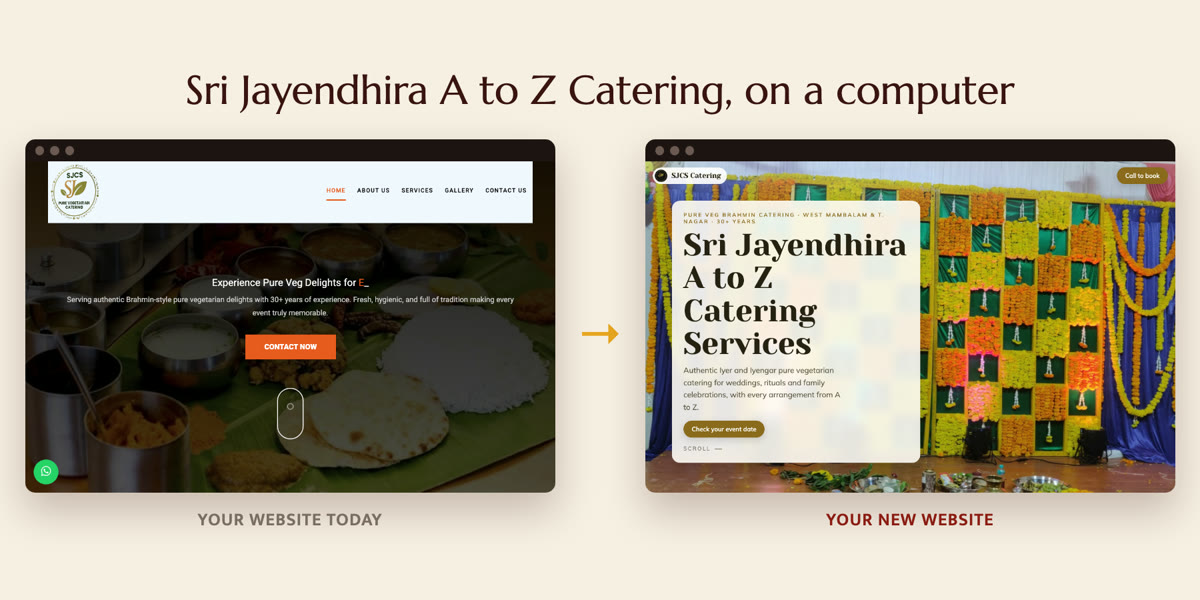 Sri Jayendhira A to Z Catering, on a computer
SJCS
PURE VEGETARIAN
CATERING
HOME ABOUT US SERVICES GALLERY CONTACT US
Experience Pure Veg Delights for E_
Serving authentic Brahmin-style pure vegetarian delights with 30+ years of experience. Fresh, hygienic, and full of tradition making every
event truly memorable.
CONTACT NOW
YOUR WEBSITE TODAY
SJCS Catering
Call to book
PURE VEG BRAHMIN CATERING · WEST MAMBALAM & T.
NAGAR · 30+ YEARS
Sri Jayendhira
A to Z
Catering
Services
Authentic Iyer and Iyengar pure vegetarian
catering for weddings, rituals and family
celebrations, with every arrangement from A
to Z.
Check your event date
SCROLL
YOUR NEW WEBSITE